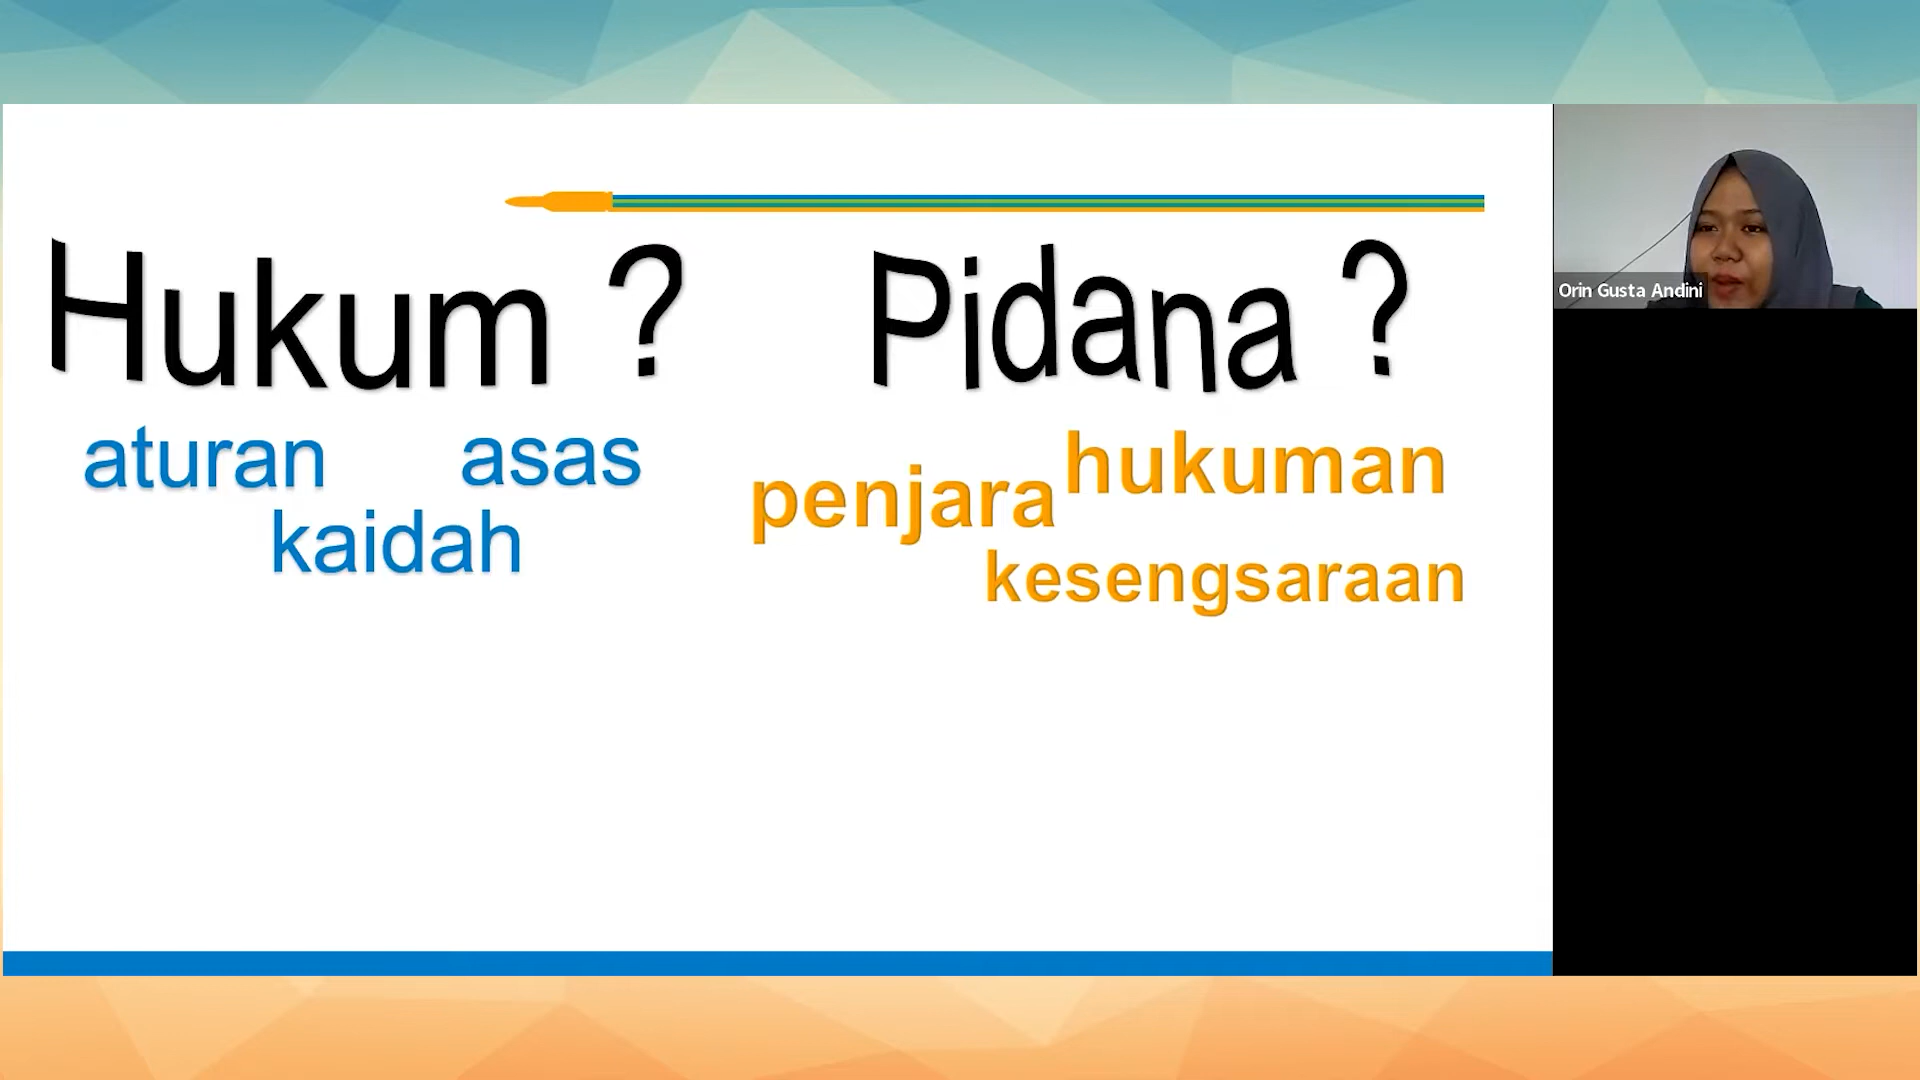 Hukum ?
aturan asas
kaidah
Pidana ?
hukuman
penjara
kesengsaraan
Orin Gusta Andini